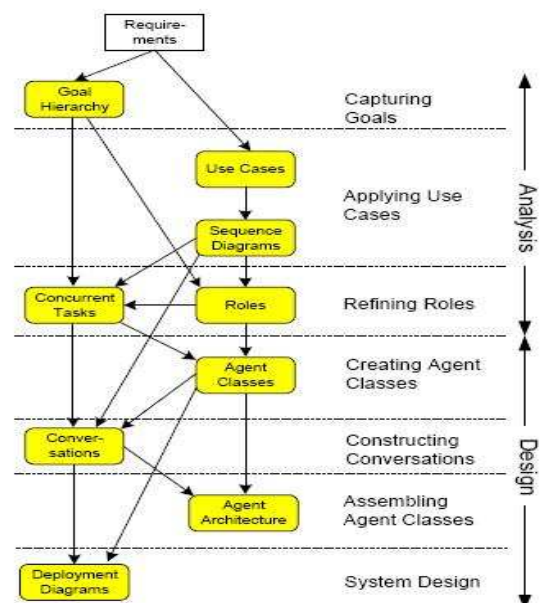 Require-
ments
Goal
Hierarchy
Capturing
Goals
Use Cases
Applying Use
Cases
Sequence
Diagrams
Analysis
Concurrent
Tasks
Roles
Refining Roles
Agent
Classes
Creating Agent
Classes
Conver-
sations
Constructing
Conversations
Design
Agent
Architecture
Assembling
Agent Classes
Deployment
Diagrams
System Design